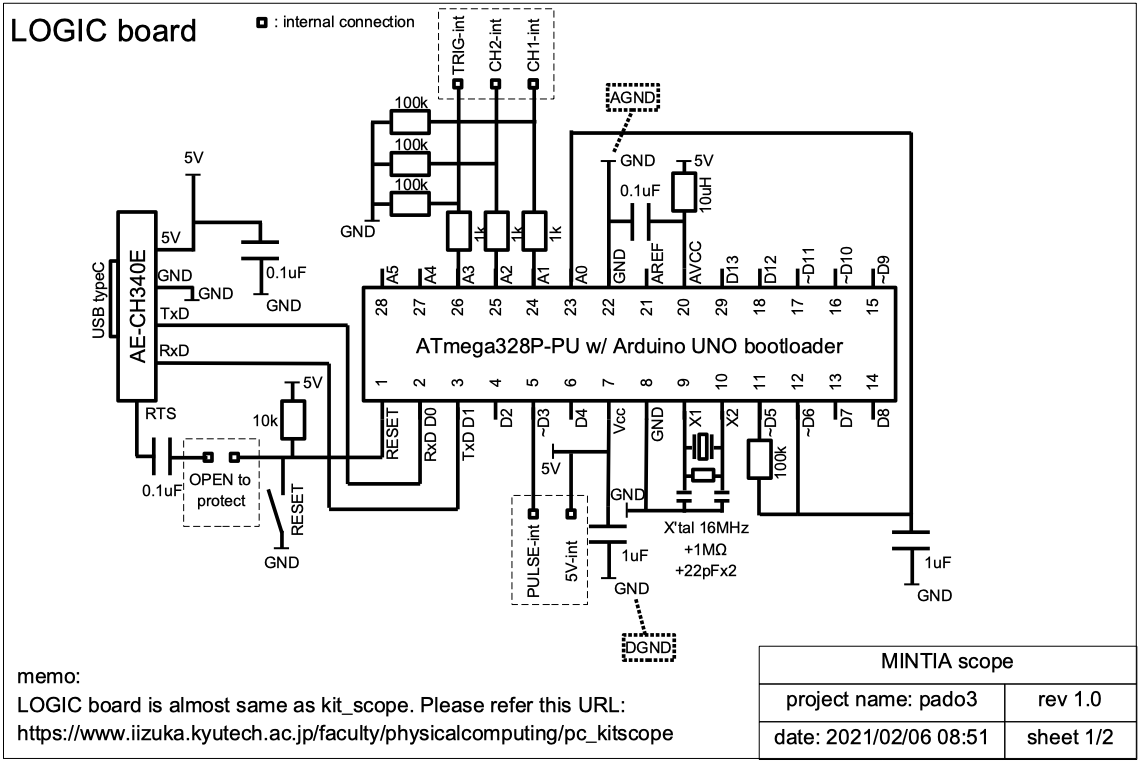 LOGIC board
: internal connection
TRIG-int
CH2-int
CH1-int
100k
100k
100k
GND
1k
1k
1k
AGND
GND
5V
0.1uF
10uH
5V
5V
GND
GND
TxD
RxD
RTS
0.1uF
GND
USB typeC
AE-CH340E
A5
A4
A3
A2
A1
A0
GND
AREF
AVCC
D13
D12
~D11
~D10
~D9
28
27
26
25
24
23
22
21
20
29
18
17
16
15
ATmega328P-PU w/ Arduino UNO bootloader
1
2
3
4
5
6
7
8
9
10
11
12
13
14
RESET
RxD D0
TxD D1
D2
~D3
D4
Vcc
GND
X1
X2
~D5
~D6
D7
D8
5V
10k
0.1uF
OPEN to
protect
RESET
GND
5V
GND
100k
PULSE-int
5V-int
1uF
GND
DGND
X'tal 16MHz
+1MΩ
+22pFx2
1uF
GND
memo:
LOGIC board is almost same as kit_scope. Please refer this URL:
https://www.iizuka.kyutech.ac.jp/faculty/physicalcomputing/pc_kitscope
MINTIA scope
project name: pado3
rev 1.0
date: 2021/02/06 08:51
sheet 1/2